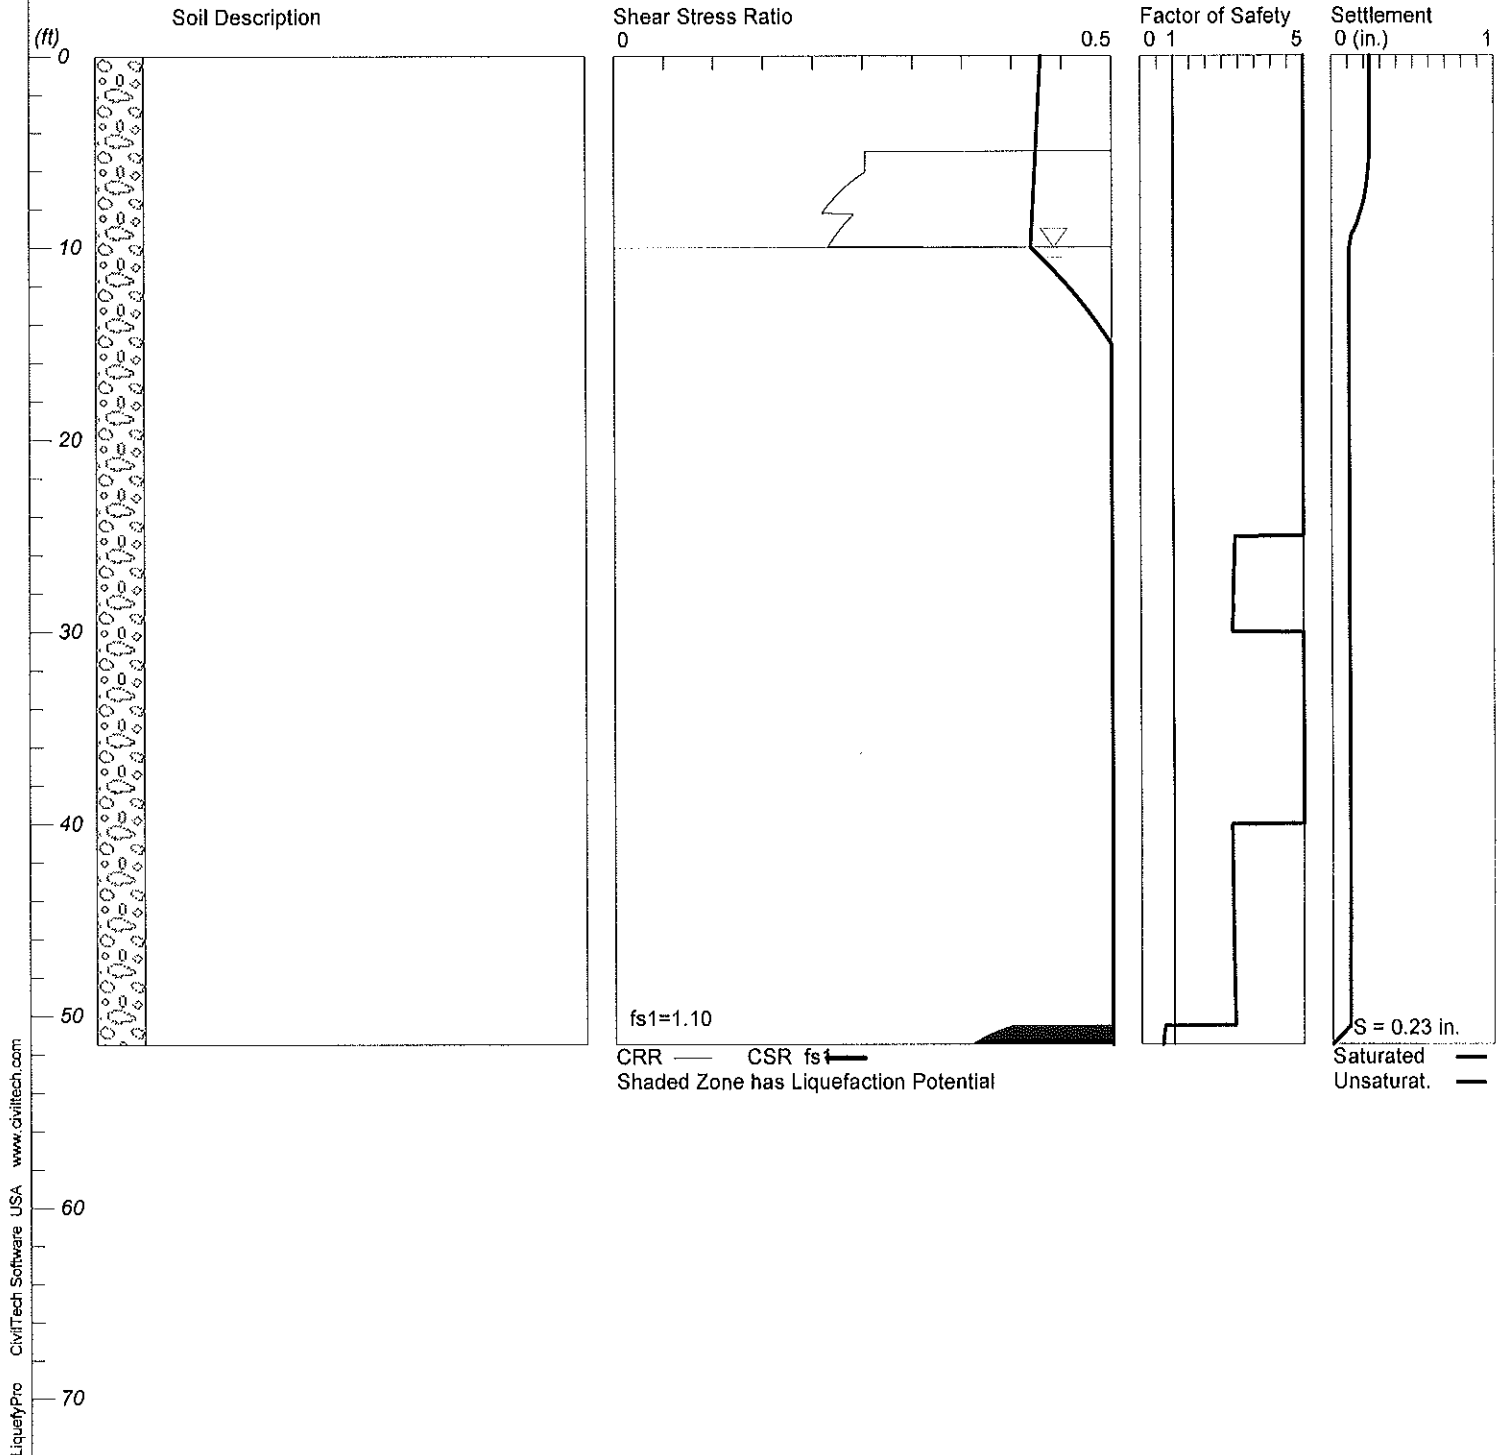 Soil Description
Shear Stress Ratio
Factor of Safety
Settlement
(ft)
0
0.5
0 1
5
0 (in.)
1
0
10
20
30
40
50
60
70
fs1=1.10
S = 0.23 in.
CRR
CSR fs1
Shaded Zone has Liquefaction Potential
Saturated
Unsaturat.
LiquefyPro CivilTech Software USA www.civiltech.com